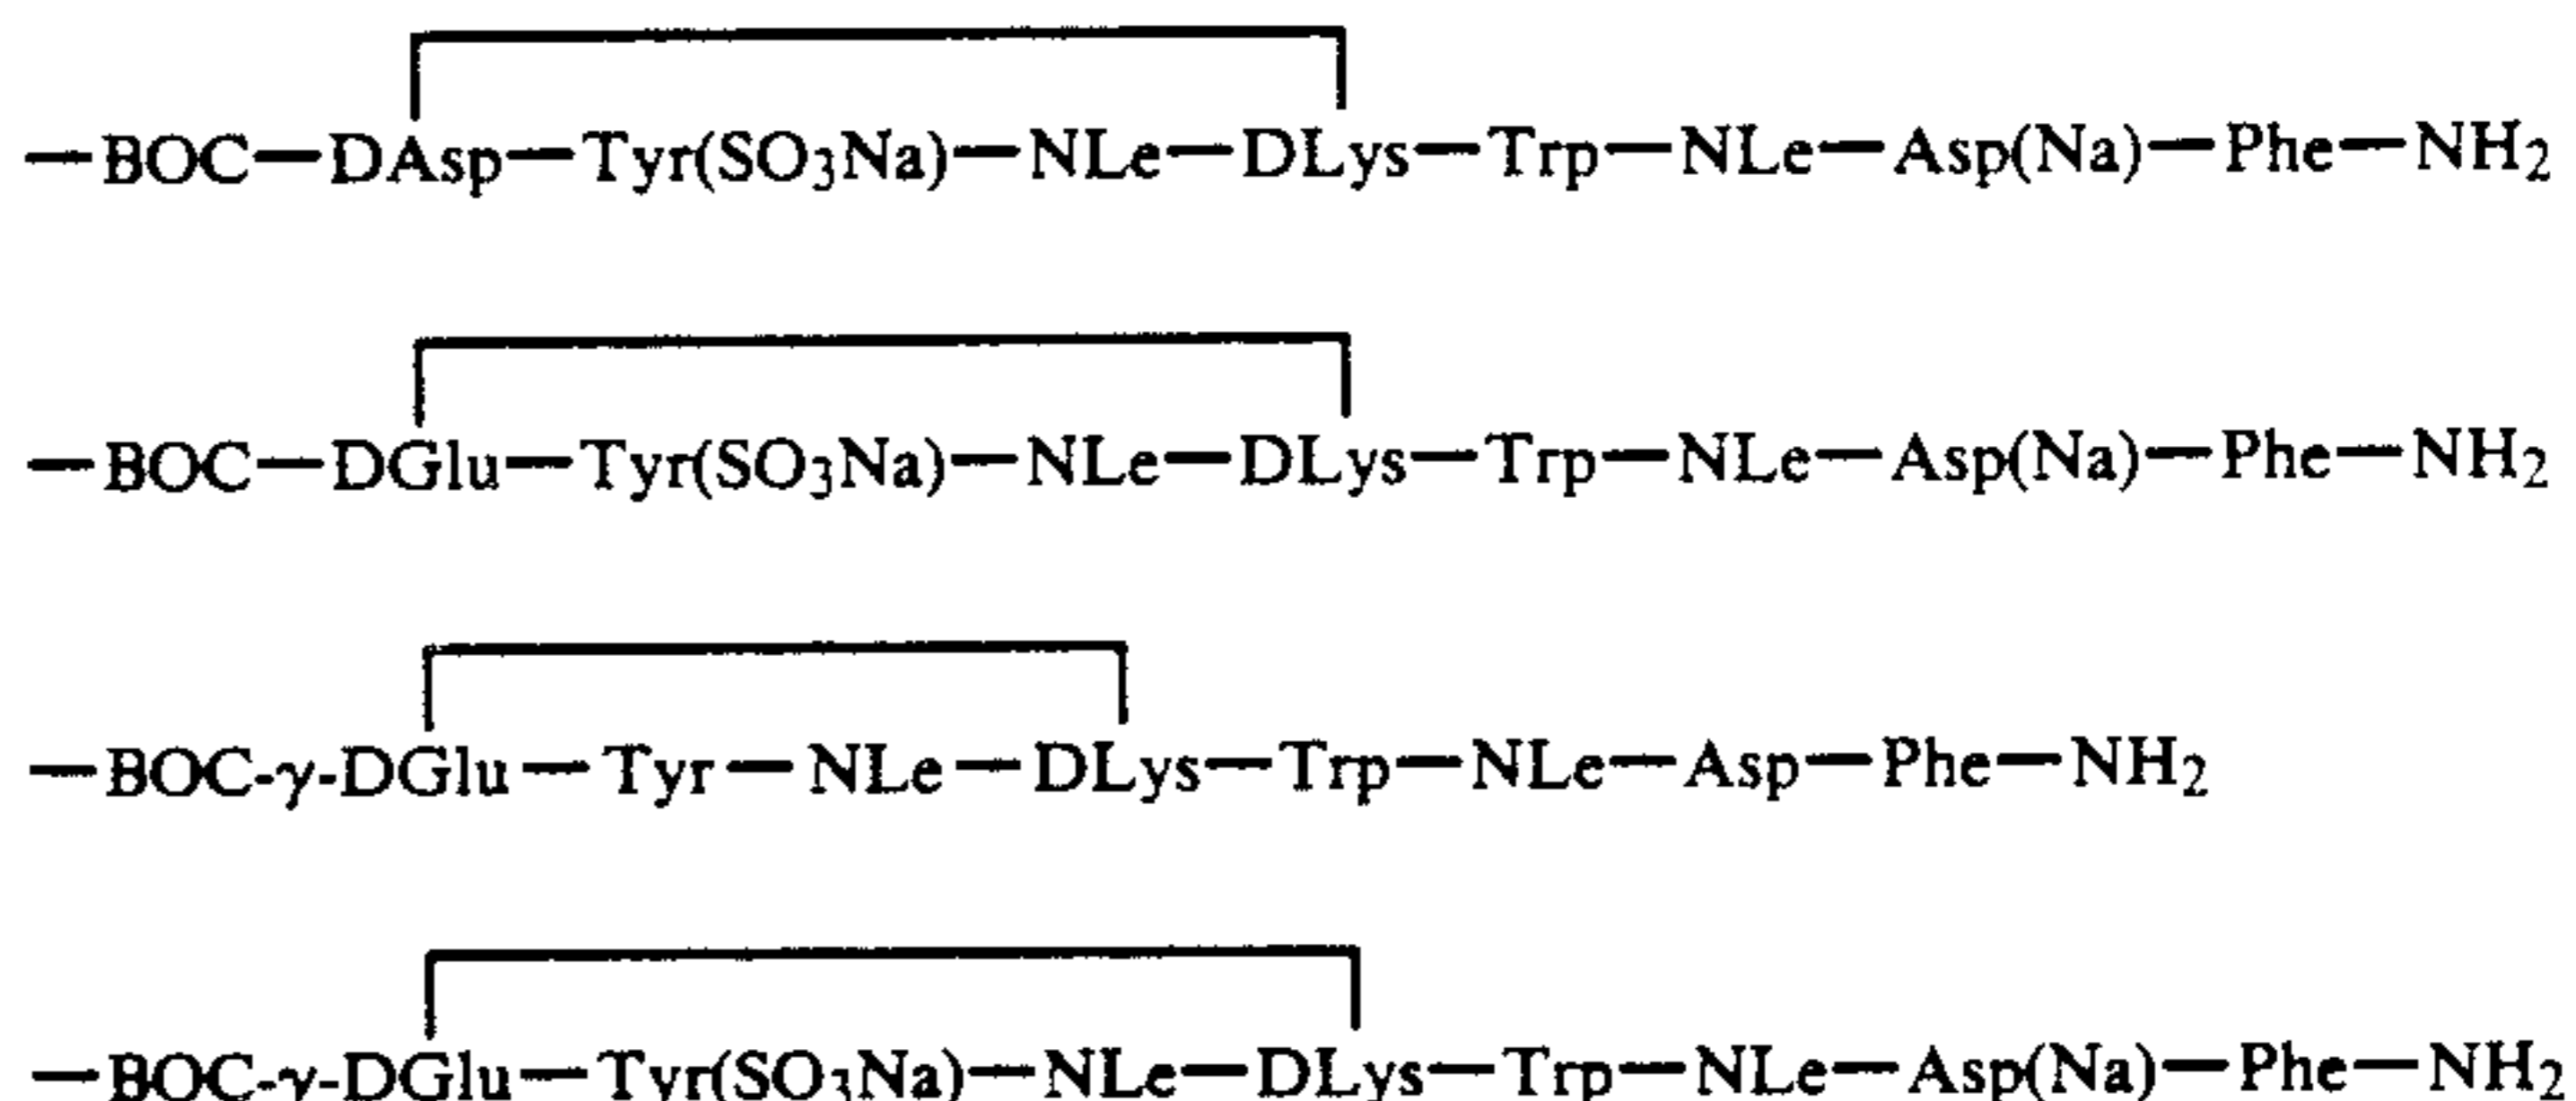 —BOC—DAsp—Tyr(SO₃Na)—NLe—DLys—Trp—NLe—Asp(Na)—Phe—NH₂
—BOC—DGlu—Tyr(SO₃Na)—NLe—DLys—Trp—NLe—Asp(Na)—Phe—NH₂
—BOC-γ-DGlu—Tyr—NLe—DLys—Trp—NLe—Asp—Phe—NH₂
—BOC-γ-DGlu—Tyr(SO₃Na)—NLe—DLys—Trp—NLe—Asp(Na)—Phe—NH₂